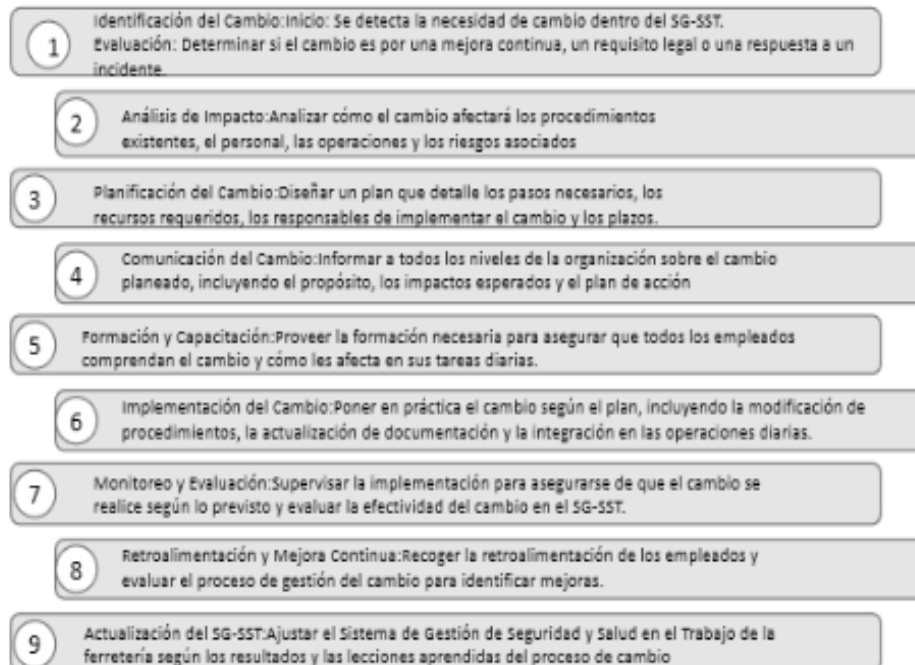 1
Identificación del Cambio:Inicio: Se detecta la necesidad de cambio dentro del SG-SST.
Evaluación: Determinar si el cambio es por una mejora continua, un requisito legal o una respuesta a un
incidente.
2
Análisis de Impacto:Analizar cómo el cambio afectará los procedimientos
existentes, el personal, las operaciones y los riesgos asociados
3
Planificación del Cambio:Diseñar un plan que detalle los pasos necesarios, los
recursos requeridos, los responsables de implementar el cambio y los plazos.
4
Comunicación del Cambio:Informar a todos los niveles de la organización sobre el cambio
planeado, incluyendo el propósito, los impactos esperados y el plan de acción
5
Formación y Capacitación:Proveer la formación necesaria para asegurar que todos los empleados
comprendan el cambio y cómo les afecta en sus tareas diarias.
6
Implementación del Cambio:Poner en práctica el cambio según el plan, incluyendo la modificación de
procedimientos, la actualización de documentación y la integración en las operaciones diarias.
7
Monitoreo y Evaluación:Supervisar la implementación para asegurarse de que el cambio se
realice según lo previsto y evaluar la efectividad del cambio en el SG-SST.
8
Retroalimentación y Mejora Continua:Recoger la retroalimentación de los empleados y
evaluar el proceso de gestión del cambio para identificar mejoras.
9
Actualización del SG-SST:Ajustar el Sistema de Gestión de Seguridad y Salud en el Trabajo de la
ferretería según los resultados y las lecciones aprendidas del proceso de cambio